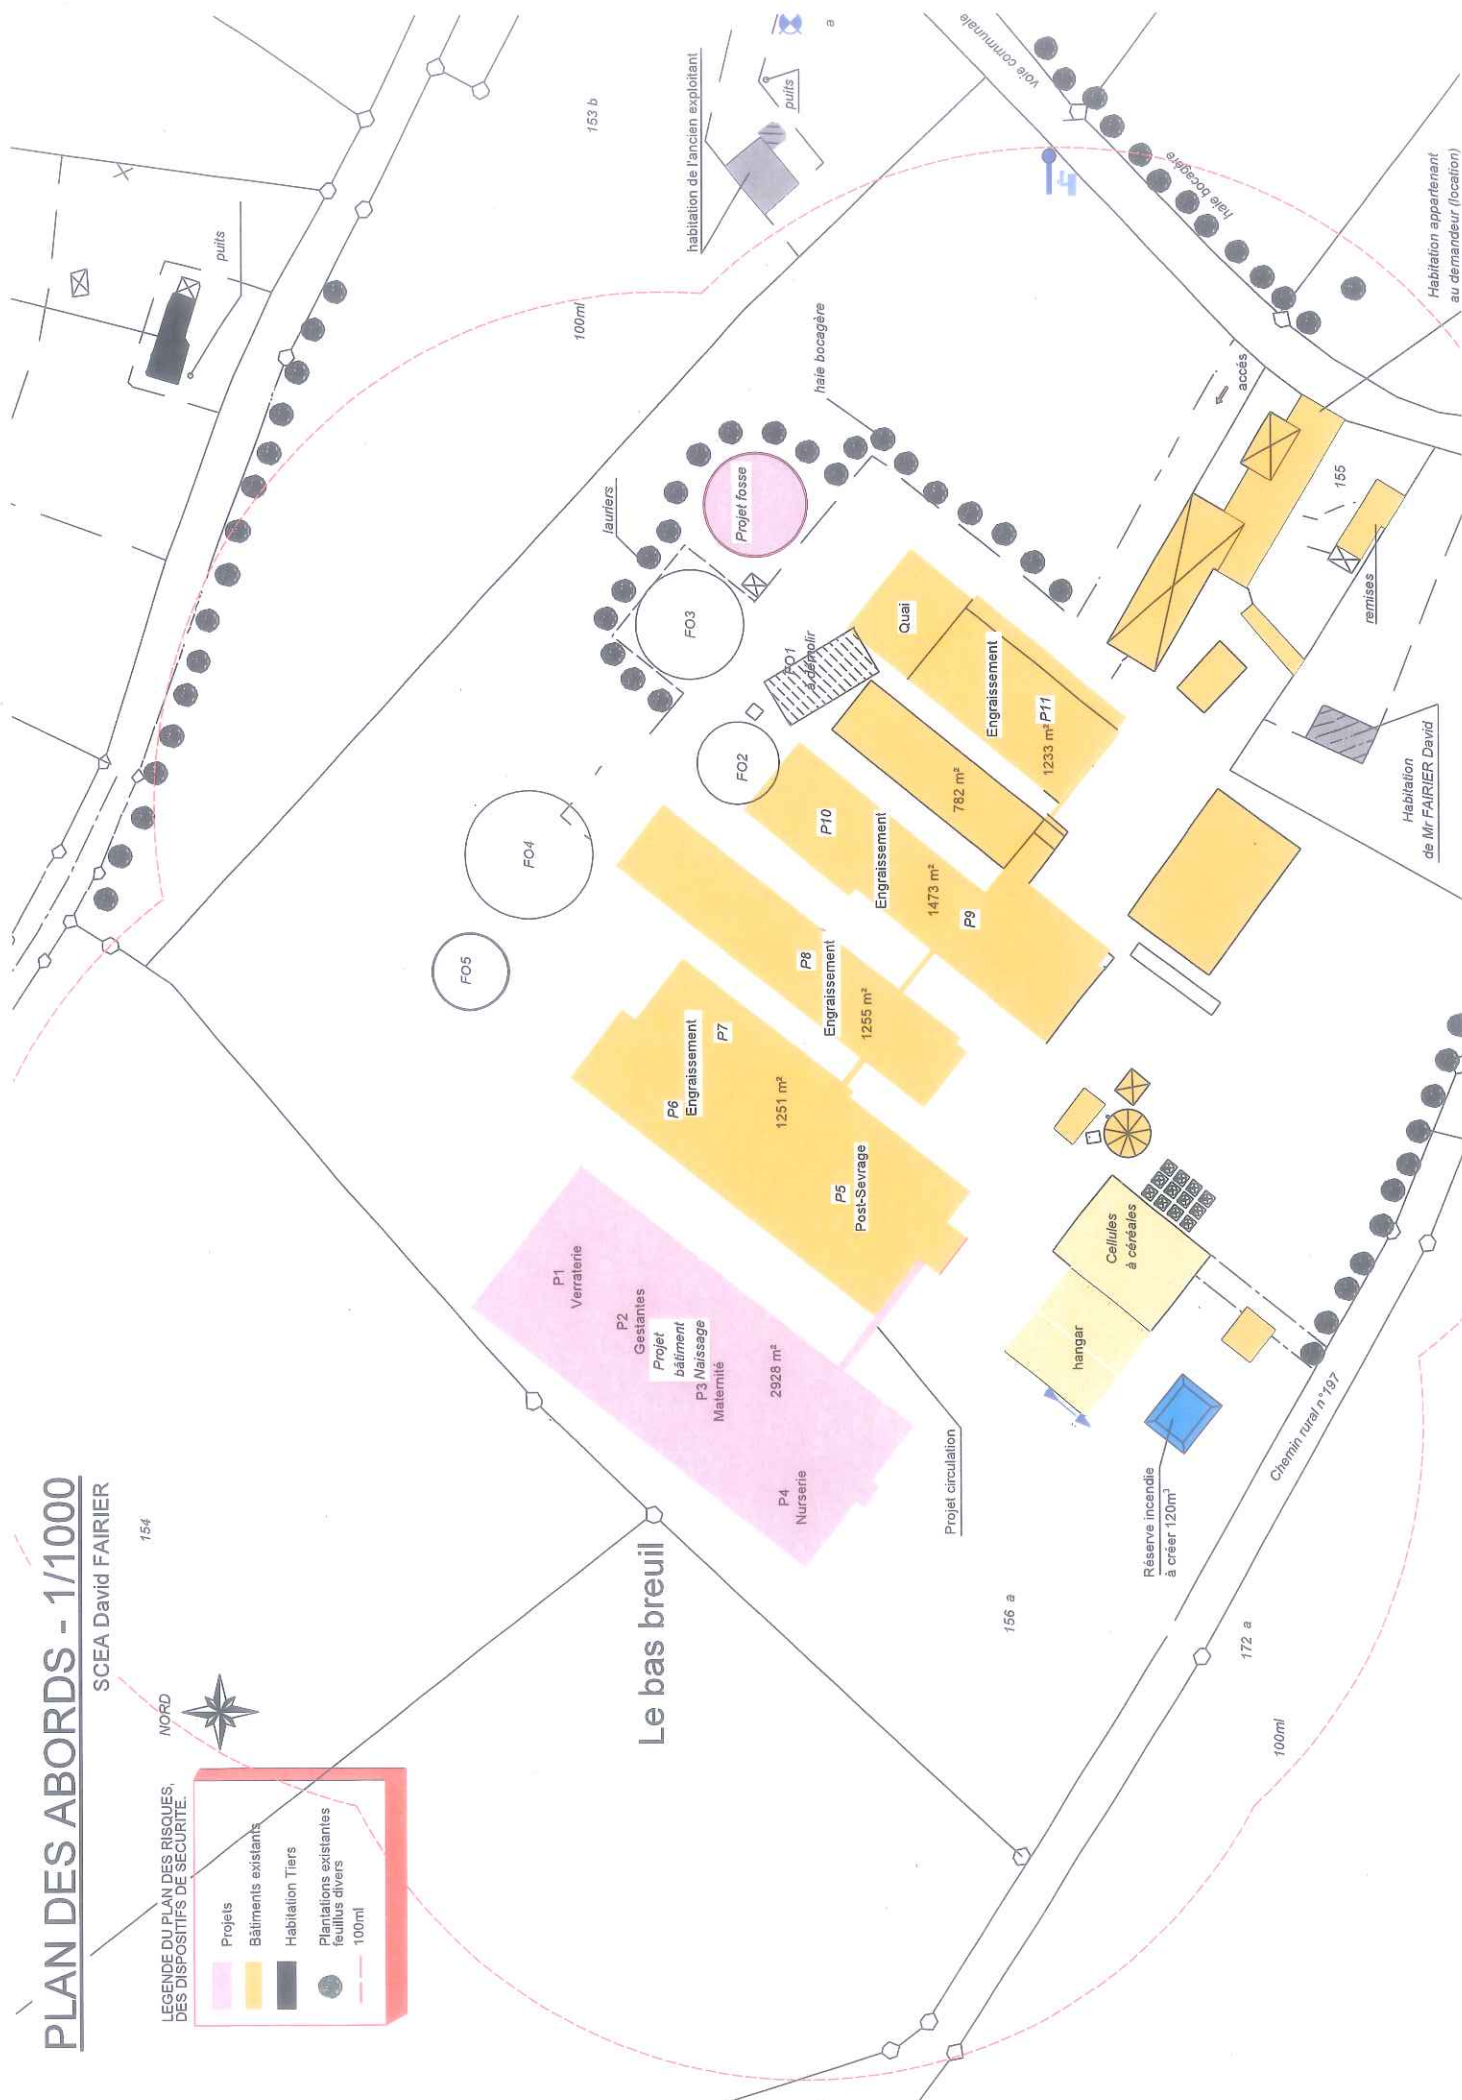 PLAN DES ABORDS - 1/1000
SCEA David FAIRIER
154
NORD
LEGENDE DU PLAN DES RISQUES,
DES DISPOSITIFS DE SECURITE.
Projets
Bâtiments existants
Habitation Tiers
Plantations existantes
feuillus divers
100ml
Le bas breuil
puits
153 b
100ml
habitation de l'ancien exploitant
puits
a
voie communale
haie bocagère
haie bocagère
lauriers
Projet fosse
FO3
FO1
à démolir
FO2
FO4
FO5
Quai
Engraissement
P11
1233 m²
782 m²
P10
Engraissement
1473 m²
P9
P8
Engraissement
1255 m²
P6
Engraissement
P7
1251 m²
P5
Post-Sevrage
P1
Verraterie
P2
Gestantes
Projet
bâtiment
P3 Naissage
Maternité
2928 m²
P4
Nurserie
Projet circulation
accés
Habitation appartenant
au demandeur (location)
155
remises
Habitation
de Mr FAIRIER David
Cellules
à céréales
hangar
Réserve incendie
à créer 120m³
Chemin rural n°197
156 a
172 a
100ml